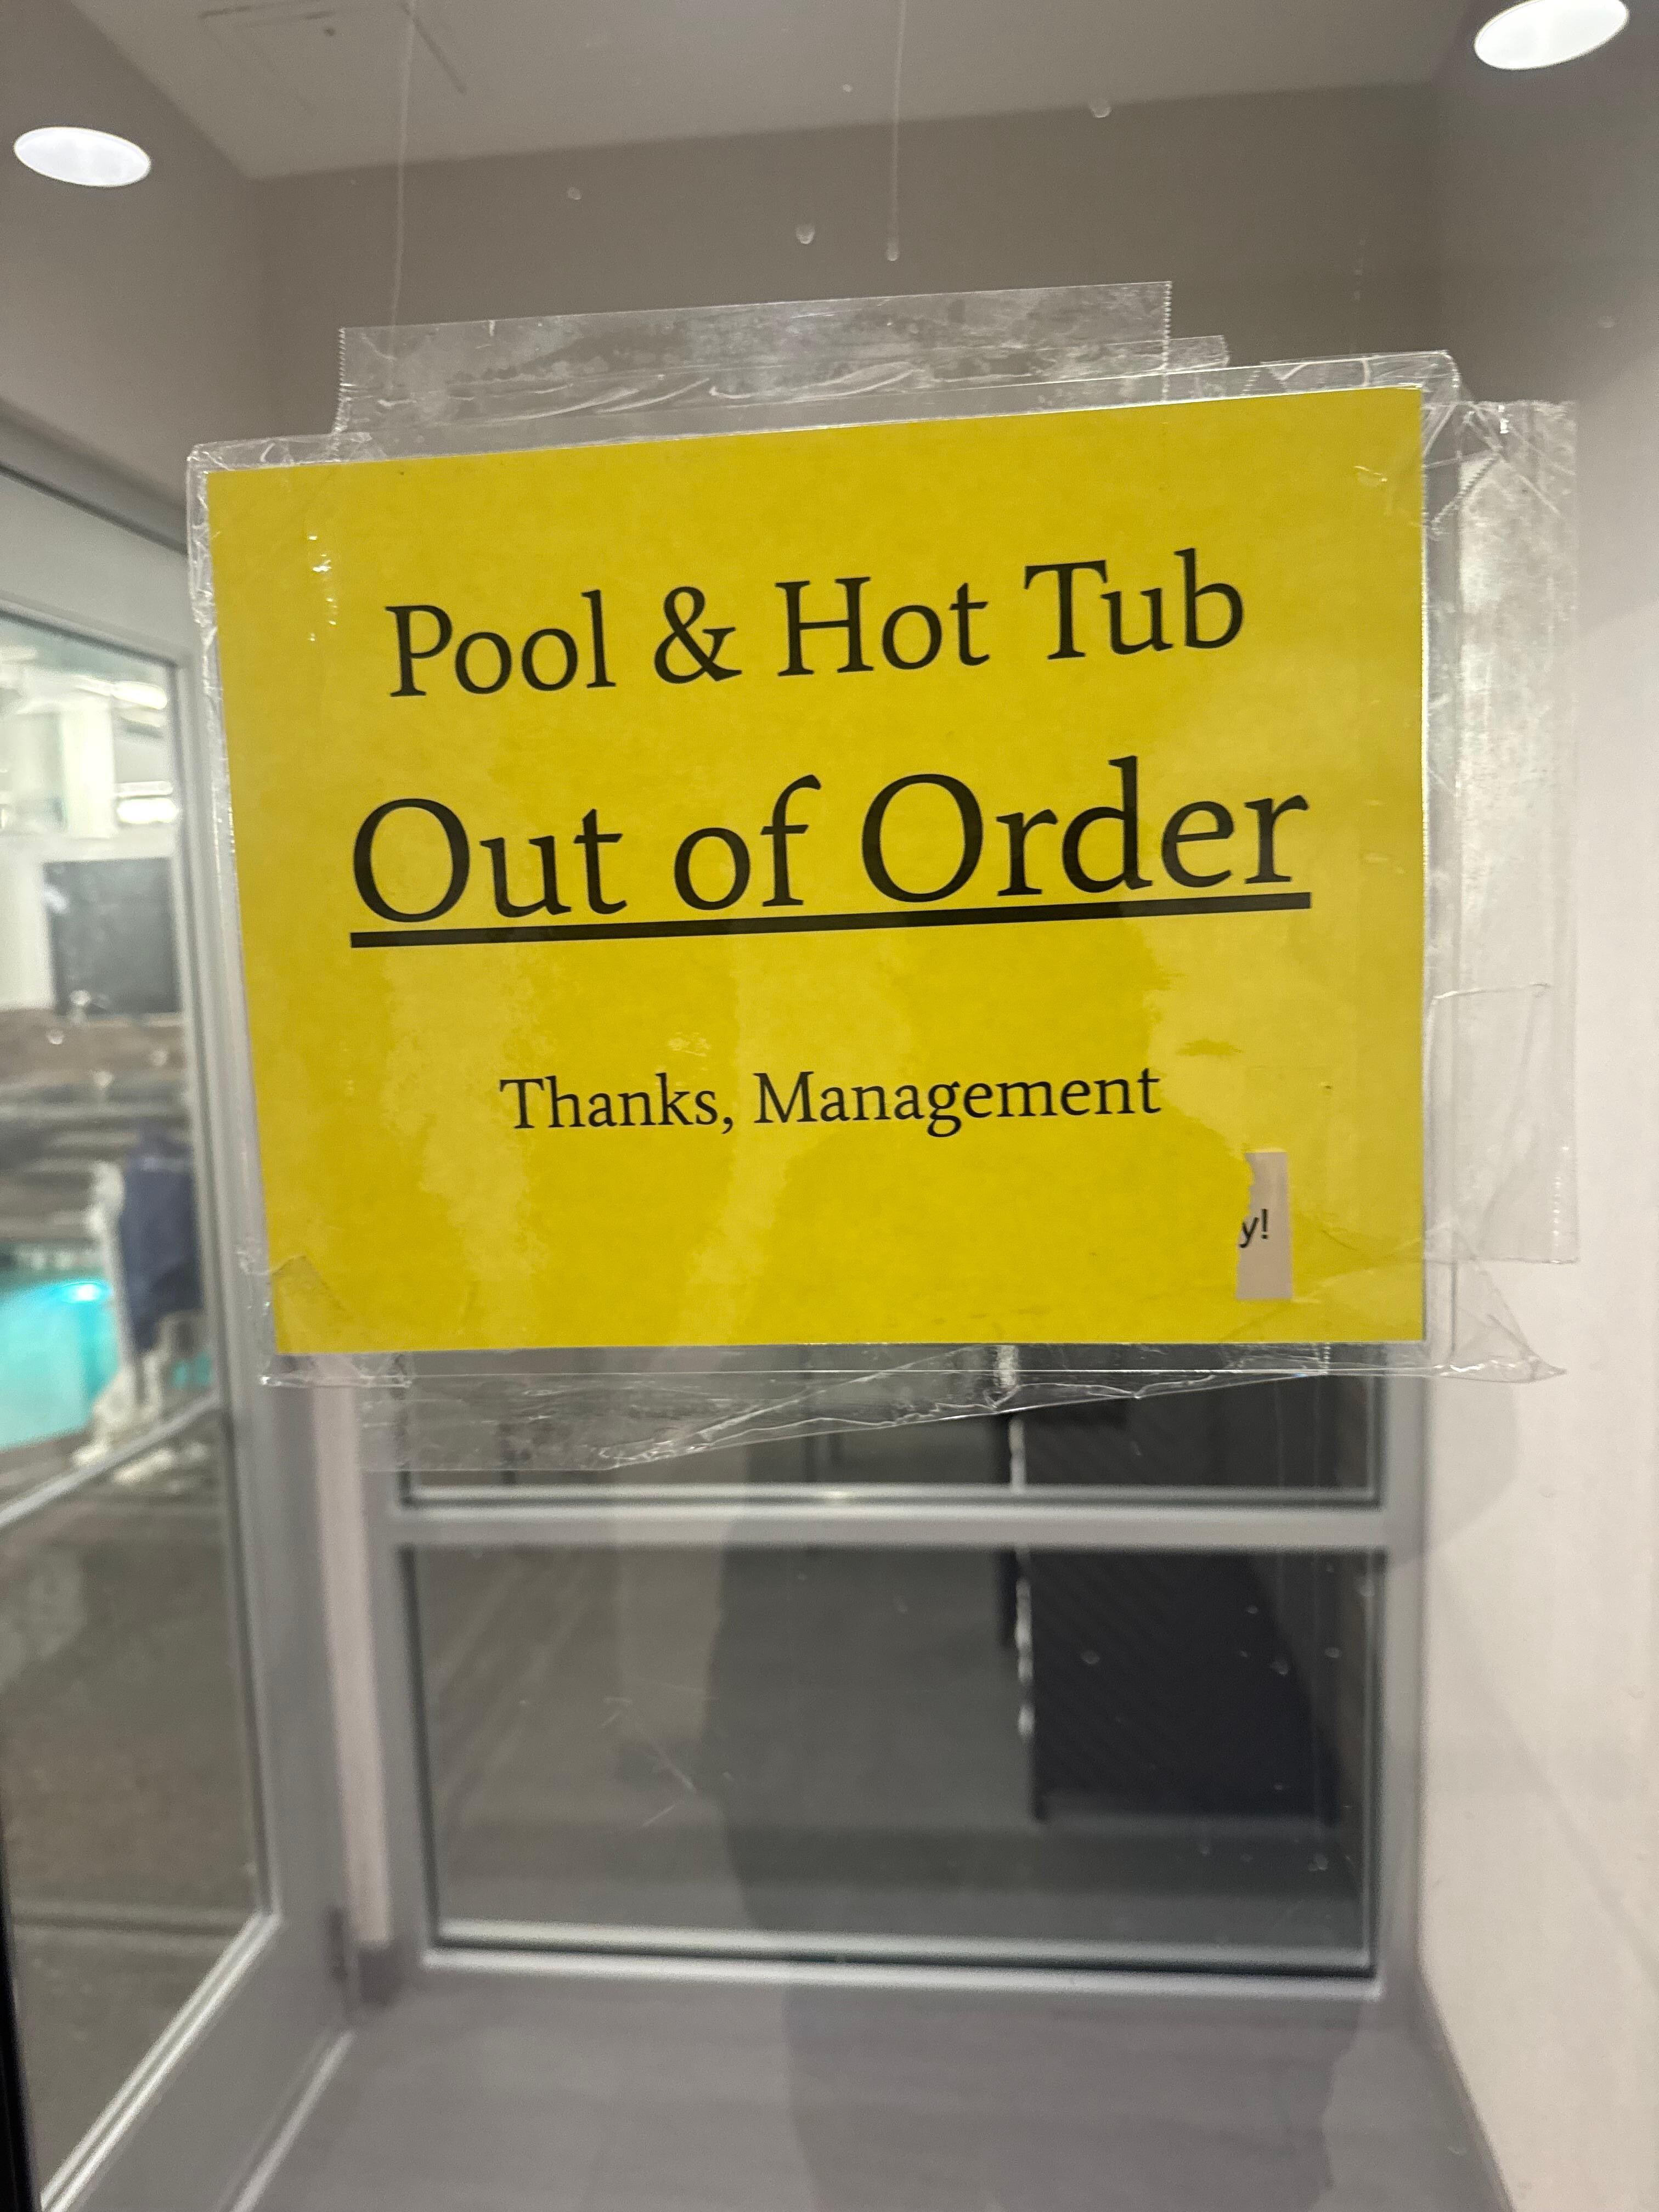 Pool & Hot Tub
Out of Order
Thanks, Management
y!